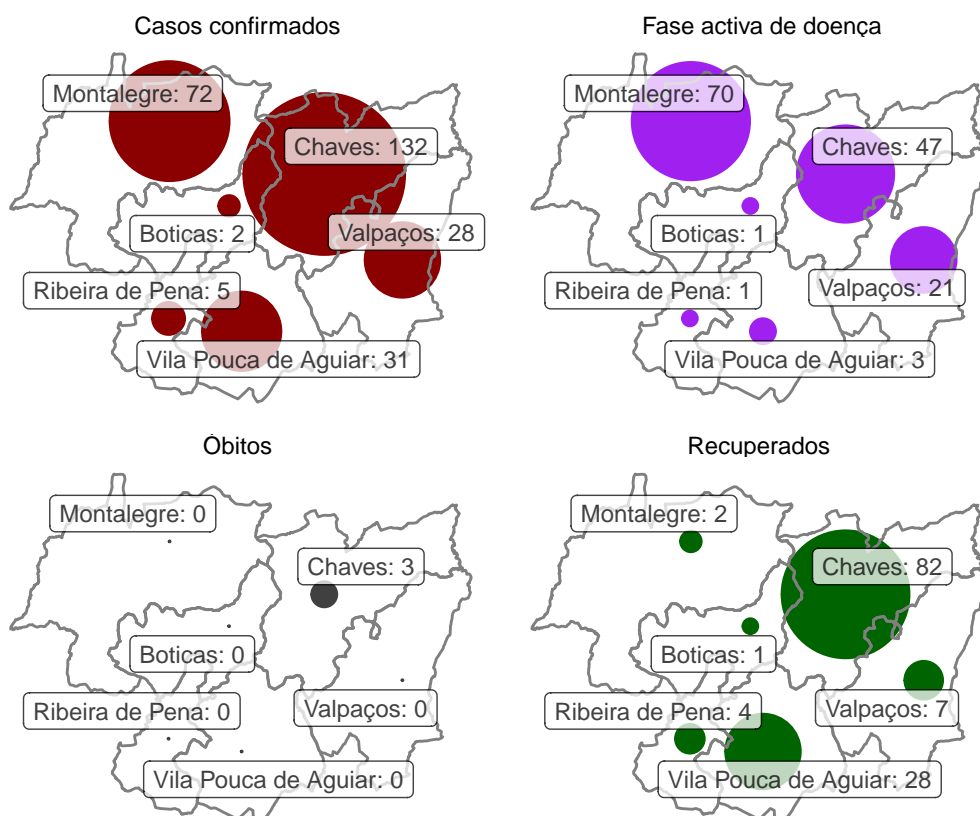 Casos confirmados
Montalegre: 72
Chaves: 132
Boticas: 2
Valpaços: 28
Ribeira de Pena: 5
Vila Pouca de Aguiar: 31
Fase activa de doença
Montalegre: 70
Chaves: 47
Boticas: 1
Ribeira de Pena: 1
Valpaços: 21
Vila Pouca de Aguiar: 3
Óbitos
Montalegre: 0
Chaves: 3
Boticas: 0
Ribeira de Pena: 0
Valpaços: 0
Vila Pouca de Aguiar: 0
Recuperados
Montalegre: 2
Chaves: 82
Boticas: 1
Ribeira de Pena: 4
Valpaços: 7
Vila Pouca de Aguiar: 28